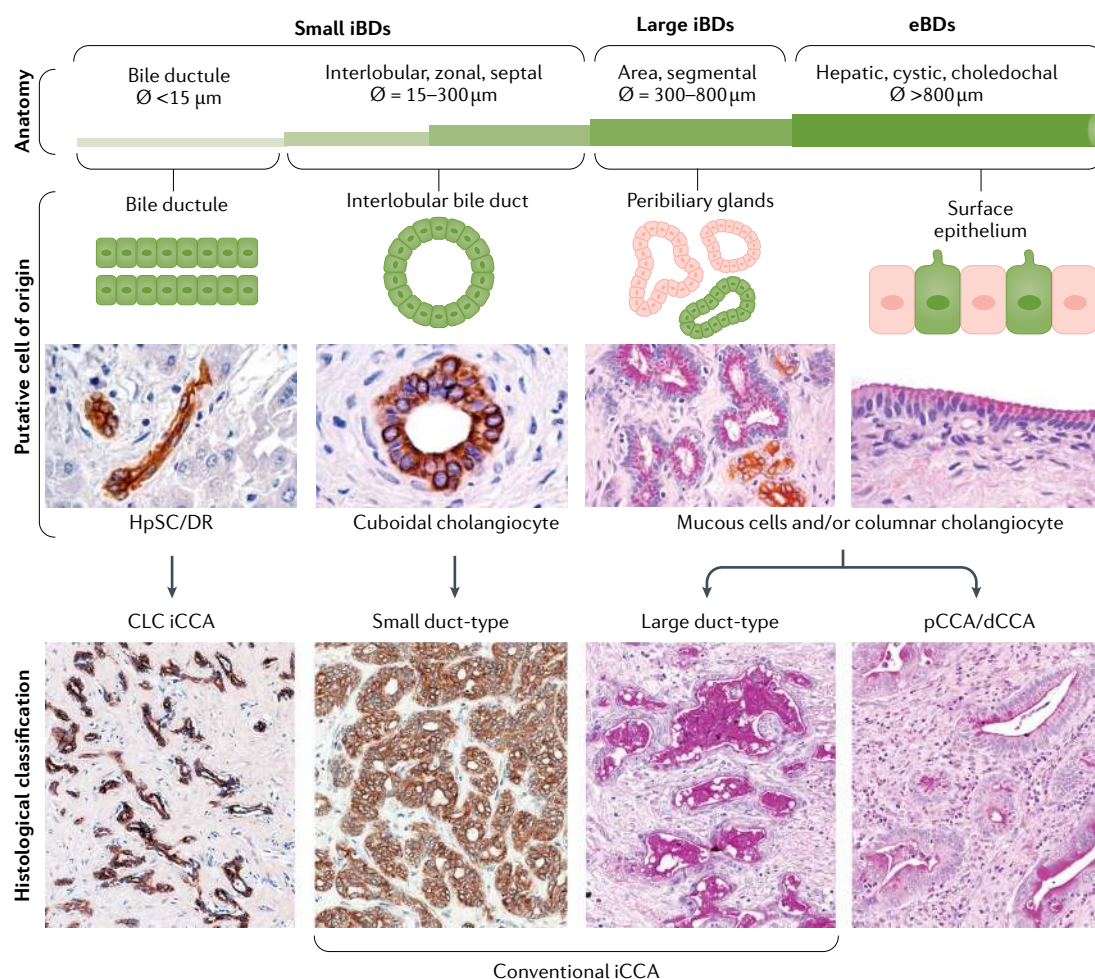 Small iBDs
Large iBDs
eBDs
Anatomy
Bile ductule
Ø <15 μm
Interlobular, zonal, septal
Ø = 15–300 μm
Area, segmental
Ø = 300–800 μm
Hepatic, cystic, choledochal
Ø >800 μm
Putative cell of origin
Bile ductule
Interlobular bile duct
Peribiliary glands
Surface
epithelium
HpSC/DR
Cuboidal cholangiocyte
Mucous cells and/or columnar cholangiocyte
Histological classification
CLC iCCA
Small duct-type
Large duct-type
pCCA/dCCA
Conventional iCCA